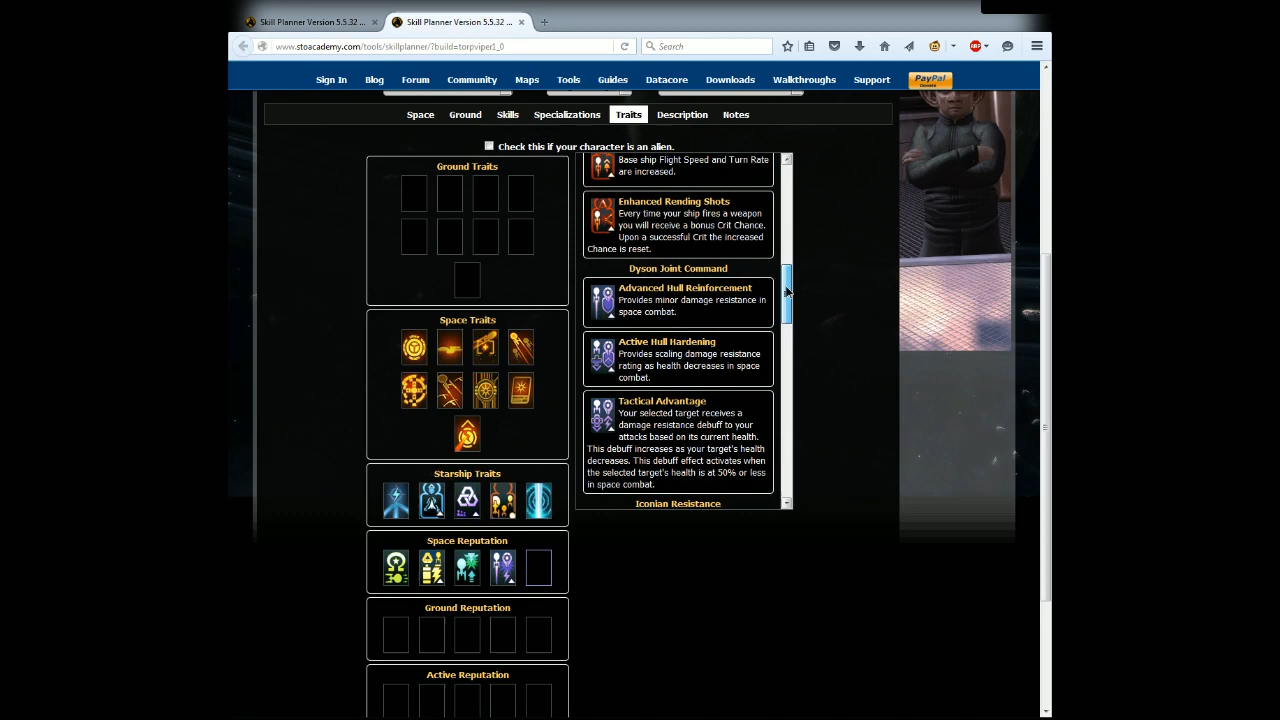 Skill Planner Version 5.5.32 ...
Skill Planner Version 5.5.32 ...
www.stoacademy.com/tools/skillplanner/?build=torpviper1_0
Search
ABP
Sign In Blog Forum Community Maps Tools Guides Datacore Downloads Walkthroughs Support PayPal Donate
Space Ground Skills Specializations Traits Description Notes
Check this if your character is an alien.
Ground Traits
Space Traits
Starship Traits
Space Reputation
Ground Reputation
Active Reputation
Base ship Flight Speed and Turn Rate
are increased.
Enhanced Rending Shots
Every time your ship fires a weapon
you will receive a bonus Crit Chance.
Upon a successful Crit the increased
Chance is reset.
Dyson Joint Command
Advanced Hull Reinforcement
Provides minor damage resistance in
space combat.
Active Hull Hardening
Provides scaling damage resistance
rating as health decreases in space
combat.
Tactical Advantage
Your selected target receives a
damage resistance debuff to your
attacks based on its current health.
This debuff increases as your target's health
decreases. This debuff effect activates when
the selected target's health is at 50% or less
in space combat.
Iconian Resistance